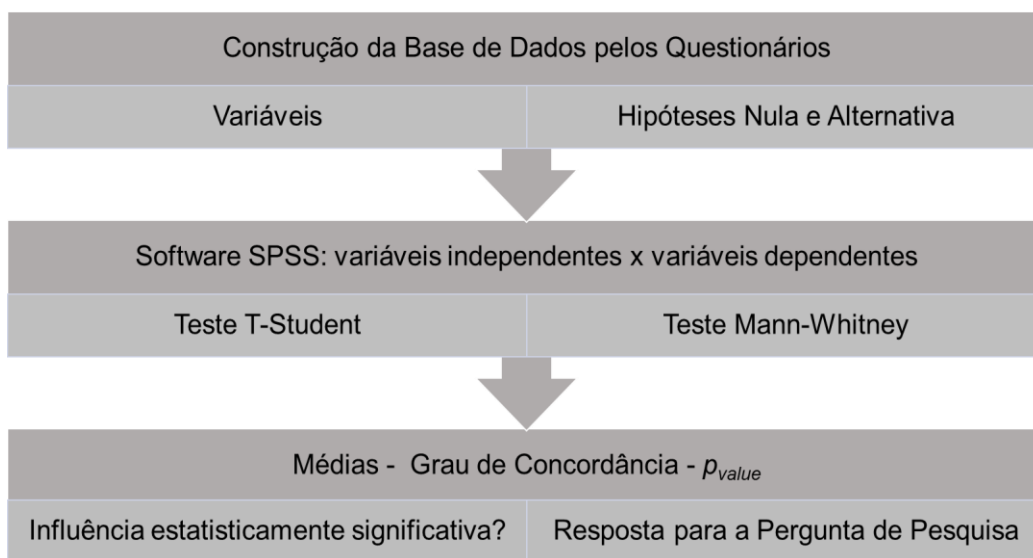 Construção da Base de Dados pelos Questionários
Variáveis
Hipóteses Nula e Alternativa
Software SPSS: variáveis independentes x variáveis dependentes
Teste T-Student
Teste Mann-Whitney
Médias - Grau de Concordância - pvalue
Influência estatisticamente significativa?
Resposta para a Pergunta de Pesquisa